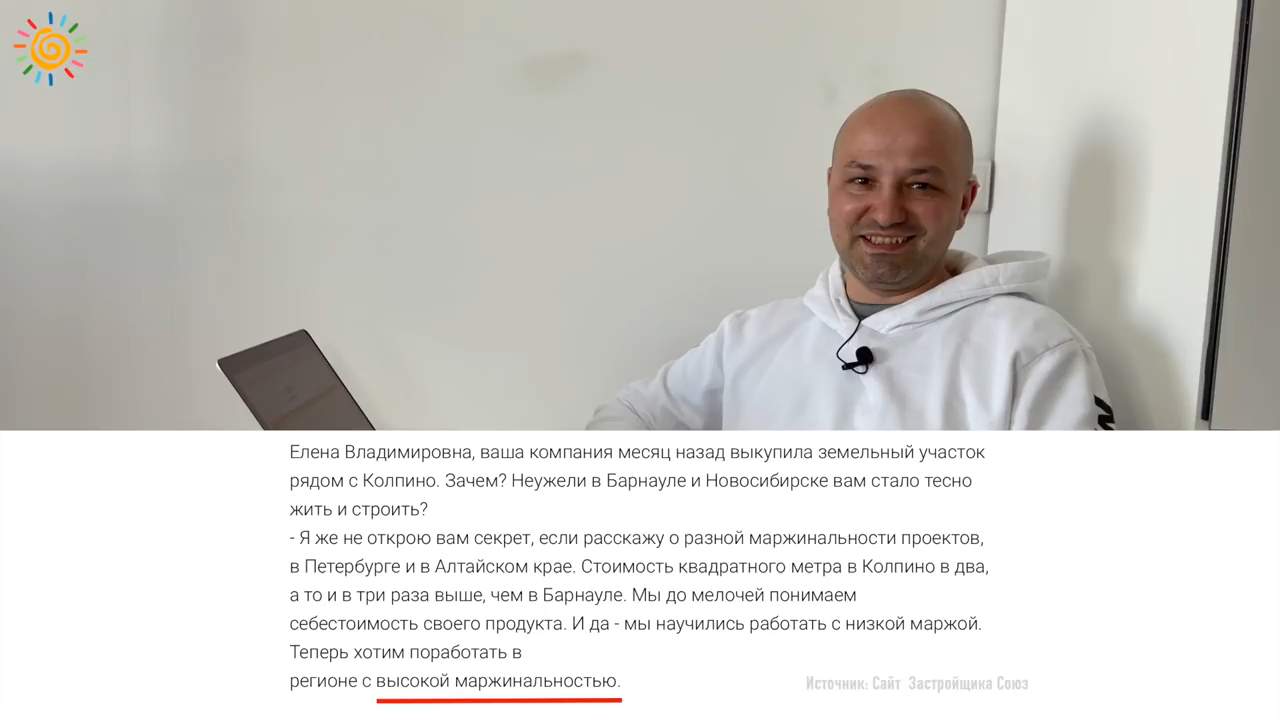 Елена Владимировна, ваша компания месяц назад выкупила земельный участок
рядом с Колпино. Зачем? Неужели в Барнауле и Новосибирске вам стало тесно
жить и строить?
- Я же не открою вам секрет, если расскажу о разной маржинальности проектов,
в Петербурге и в Алтайском крае. Стоимость квадратного метра в Колпино в два,
а то и в три раза выше, чем в Барнауле. Мы до мелочей понимаем
себестоимость своего продукта. И да - мы научились работать с низкой маржой.
Теперь хотим поработать в
регионе с высокой маржинальностью.
Источник: Сайт Застройщика Союз